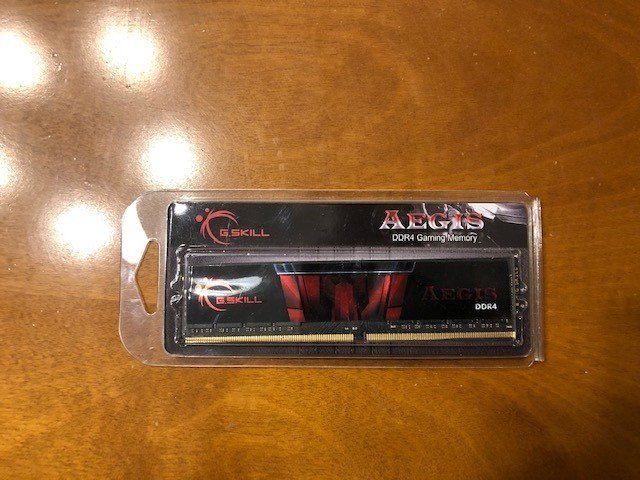 G.SKILL
AEGIS
DDR4 Gaming Memory
G.SKILL
AEGIS
DDR4